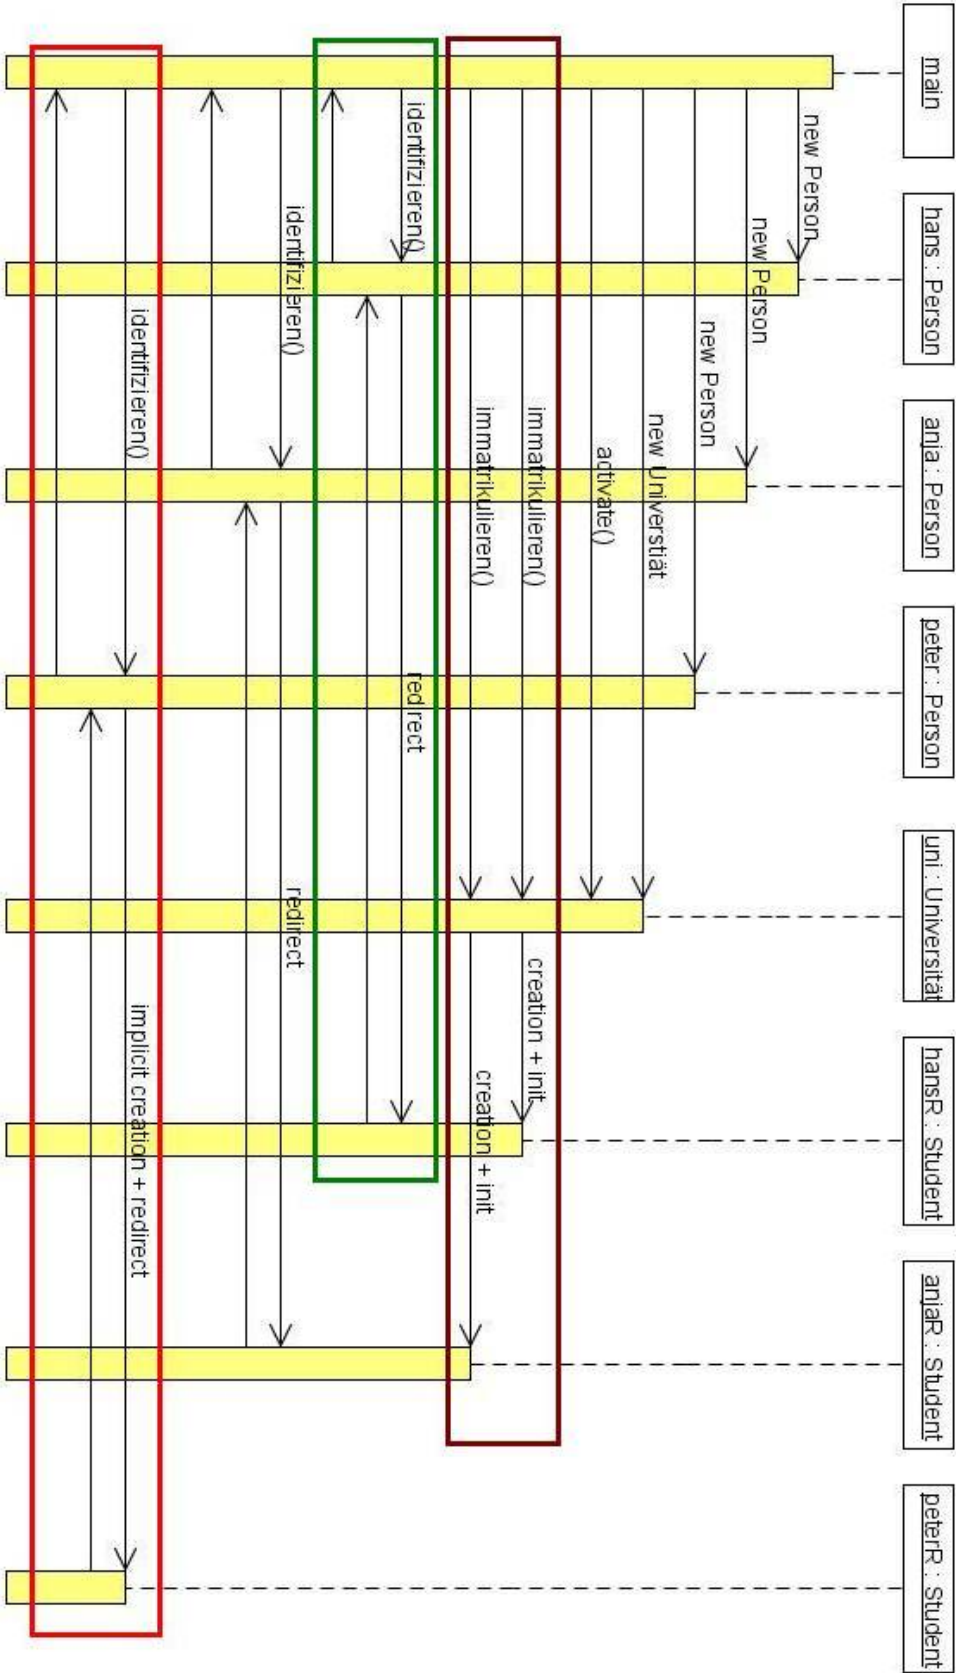 main
hans : Person
anja : Person
peter : Person
uni : Universität
hansR : Student
anjaR : Student
peterR : Student
new Person
new Person
new Person
new Universtiät
activate()
immatrikulieren()
creation + init
immatrikulieren()
creation + init
identifizieren()
redirect
identifizieren()
redirect
identifizieren()
implicit creation + redirect